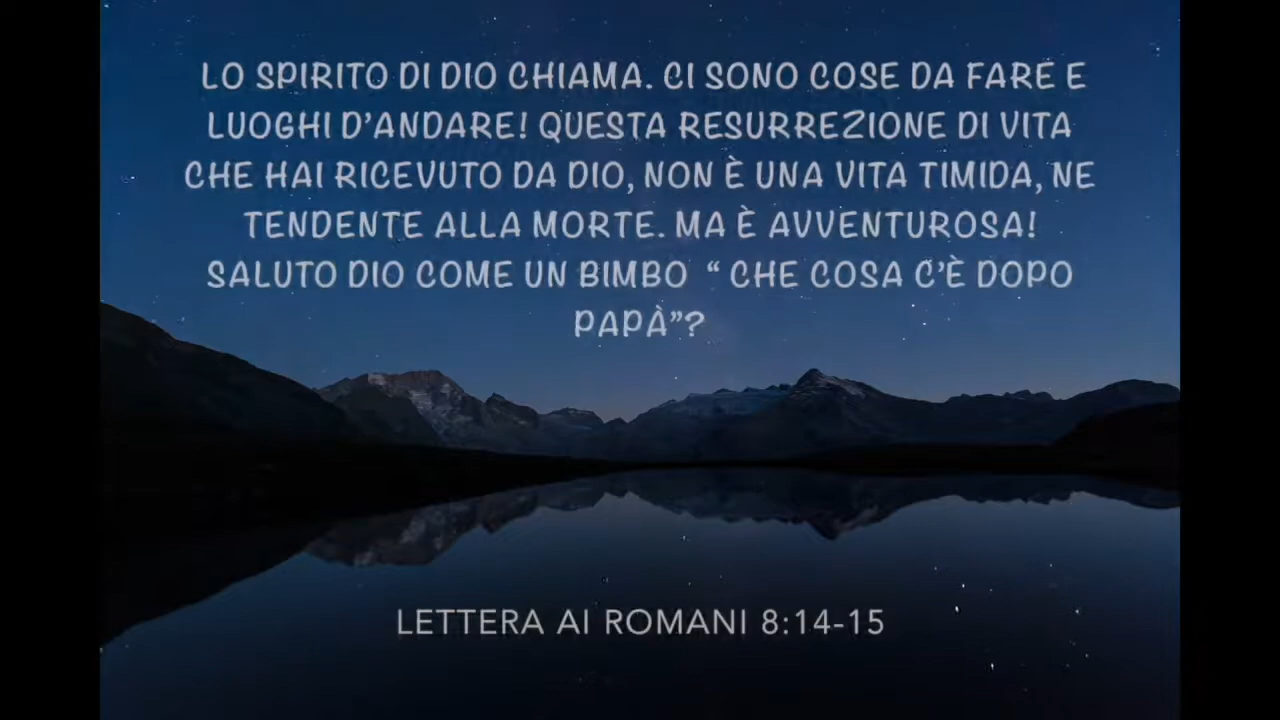 LO SPIRITO DI DIO CHIAMA. CI SONO COSE DA FARE E
LUOGHI D'ANDARE! QUESTA RESURREZIONE DI VITA
CHE HAI RICEVUTO DA DIO, NON È UNA VITA TIMIDA, NE
TENDENTE ALLA MORTE. MA È AVVENTUROSA!
SALUTO DIO COME UN BIMBO “ CHE COSA C'È DOPO
PAPÀ”?
LETTERA AI ROMANI 8:14-15